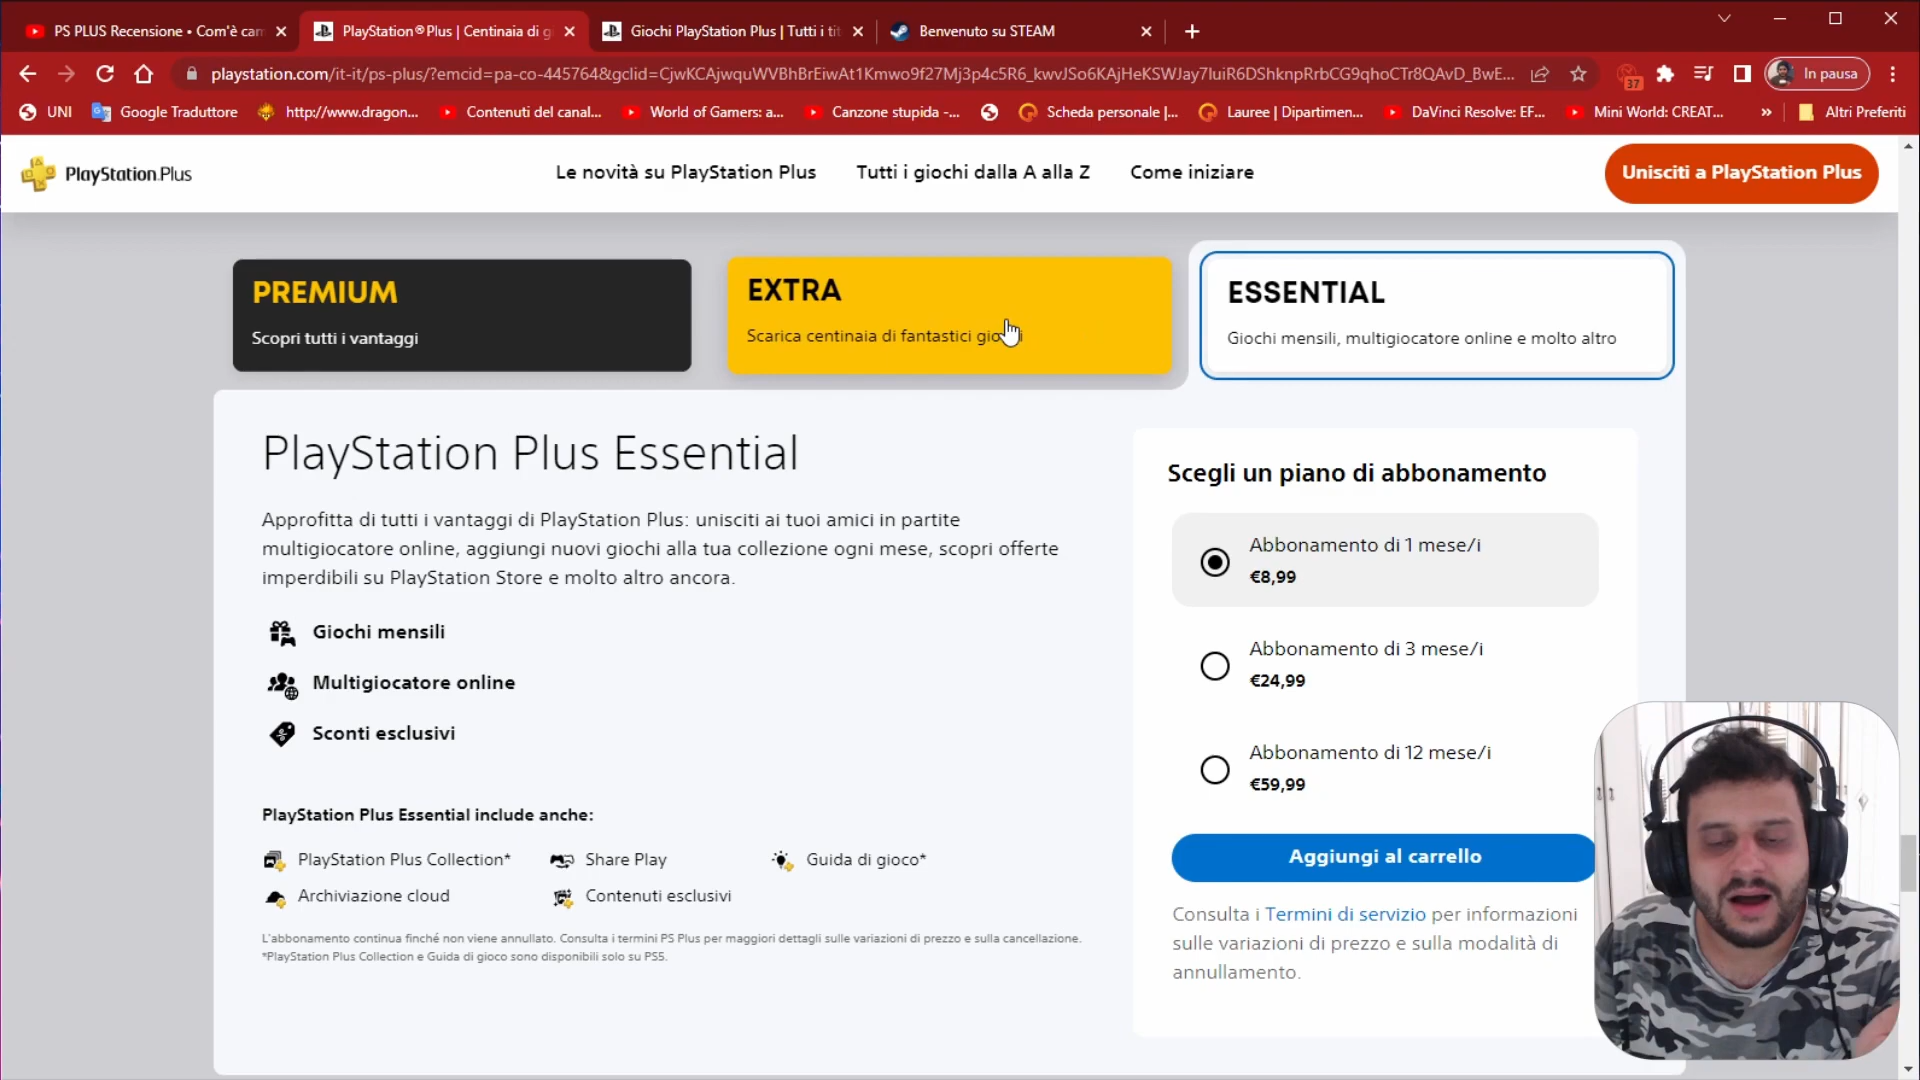 PS PLUS Recensione • Com'è car
PlayStation®Plus | Centinaia di g
Giochi PlayStation Plus | Tutti i tit
Benvenuto su STEAM
playstation.com/it-it/ps-plus/?emcid=pa-co-445764&gclid=CjwKCAjwquWVBhBrEiwAt1Kmwo9f27Mj3p4c5R6_kwvJSo6KAjHeKSWJay7luiR6DShknpRrbCG9qhoCTr8QAvD_BwE...
37
In pausa
UNI
Google Traduttore
http://www.dragon...
Contenuti del canal...
World of Gamers: a...
Canzone stupida -...
Scheda personale |...
Lauree | Dipartimen...
DaVinci Resolve: EF...
Mini World: CREAT...
»
Altri Preferiti
PlayStation Plus
Le novità su PlayStation Plus
Tutti i giochi dalla A alla Z
Come iniziare
Unisciti a PlayStation Plus
PREMIUM
Scopri tutti i vantaggi
EXTRA
Scarica centinaia di fantastici
ESSENTIAL
Giochi mensili, multigiocatore online e molto altro
PlayStation Plus Essential
Approfitta di tutti i vantaggi di PlayStation Plus: unisciti ai tuoi amici in partite
multigiocatore online, aggiungi nuovi giochi alla tua collezione ogni mese, scopri offerte
imperdibili su PlayStation Store e molto altro ancora.
Giochi mensili
Multigiocatore online
Sconti esclusivi
PlayStation Plus Essential include anche:
PlayStation Plus Collection*
Share Play
Guida di gioco*
Archiviazione cloud
Contenuti esclusivi
L'abbonamento continua finché non viene annullato. Consulta i termini PS Plus per maggiori dettagli sulle variazioni di prezzo e sulla cancellazione.
*PlayStation Plus Collection e Guida di gioco sono disponibili solo su PS5.
Scegli un piano di abbonamento
Abbonamento di 1 mese/i
€8,99
Abbonamento di 3 mese/i
€24,99
Abbonamento di 12 mese/i
€59,99
Aggiungi al carrello
Consulta i Termini di servizio per informazioni
sulle variazioni di prezzo e sulla modalità di
annullamento.